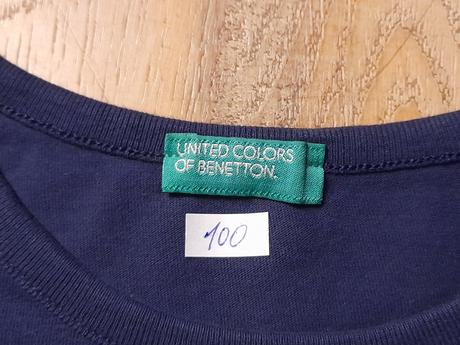 UNITED COLORS
OF BENETTON.
100